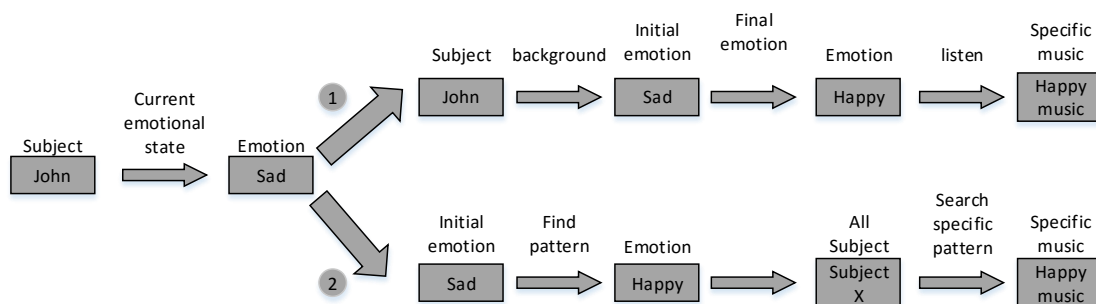 Subject
John
Current
emotional
state
Emotion
Sad
1
Subject
John
background
Initial
emotion
Sad
Final
emotion
Emotion
Happy
listen
Specific
music
Happy
music
2
Initial
emotion
Sad
Find
pattern
Emotion
Happy
All
Subject
Subject
X
Search
specific
pattern
Specific
music
Happy
music